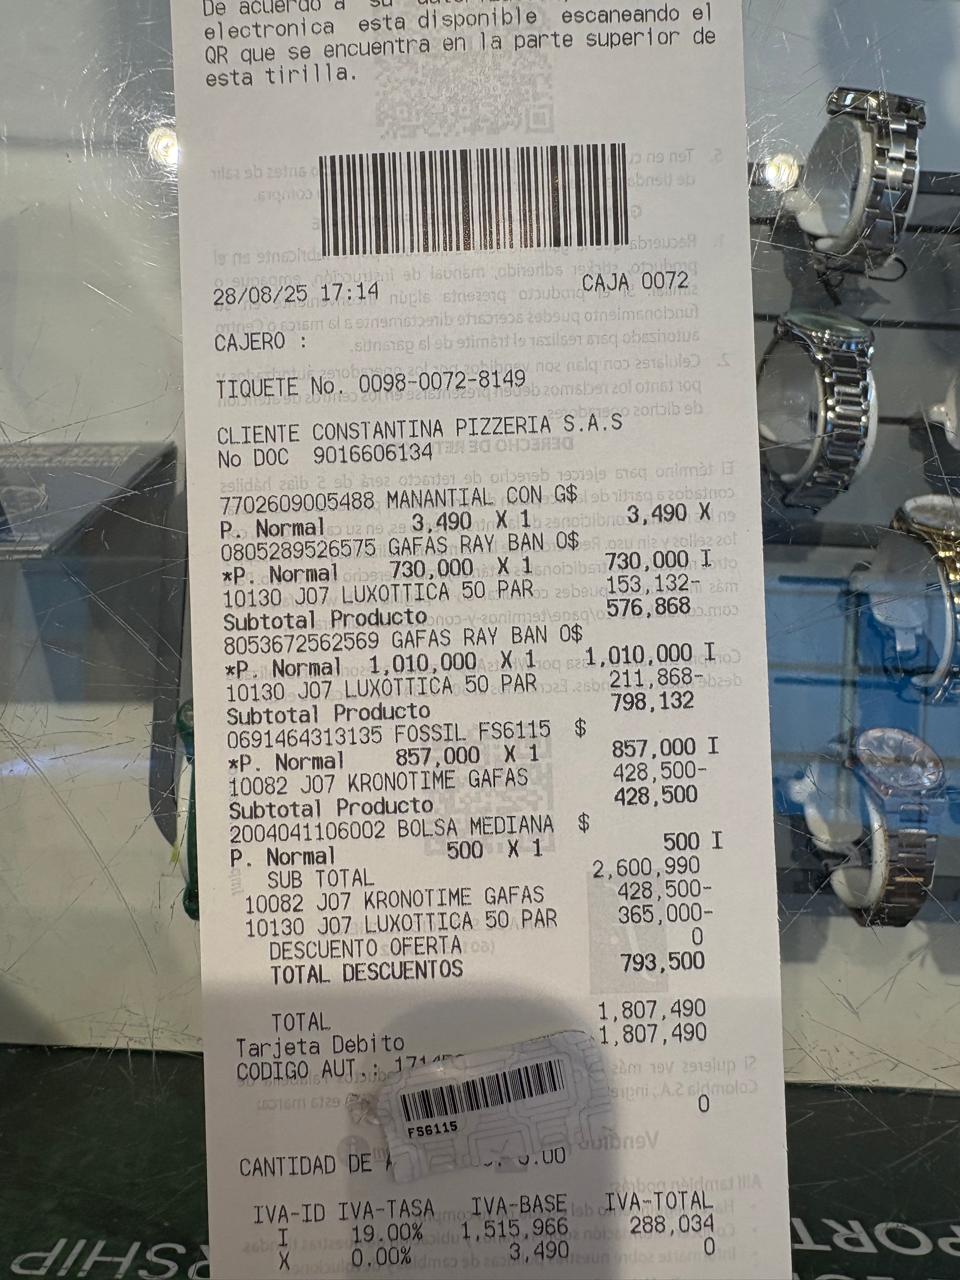 De acuerdo a su
electronica esta disponible escaneando el
QR que se encuentra en la parte superior de
esta tirilla.
28/08/25 17:14 CAJA 0072
CAJERO :
TIQUETE No. 0098-0072-8149
CLIENTE CONSTANTINA PIZZERIA S.A.S
No DOC 9016606134
7702609005488 MANANTIAL CON G$
P. Normal 3,490 X 1 3,490 X
0805289526575 GAFAS RAY BAN O$
*P. Normal 730,000 X 1 730,000 I
10130 J07 LUXOTTICA 50 PAR 153,132-
Subtotal Producto 576,868
8053672562569 GAFAS RAY BAN O$
*P. Normal 1,010,000 X 1 1,010,000 I
10130 J07 LUXOTTICA 50 PAR 211,868-
Subtotal Producto 798,132
0691464313135 FOSSIL FS6115 $
*P. Normal 857,000 X 1 857,000 I
10082 J07 KRONOTIME GAFAS 428,500-
Subtotal Producto 428,500
2004041106002 BOLSA MEDIANA $
P. Normal 500 X 1 500 I
SUB TOTAL 2,600,990
10082 J07 KRONOTIME GAFAS 428,500-
10130 J07 LUXOTTICA 50 PAR 365,000-
DESCUENTO OFERTA 0
TOTAL DESCUENTOS 793,500
TOTAL 1,807,490
Tarjeta Debito 1,807,490
CODIGO AUT.:
0
FS6115
CANTIDAD DE
IVA-ID IVA-TASA IVA-BASE IVA-TOTAL
I 19.00% 1,515,966 288,034
X 0.00% 3,490 0